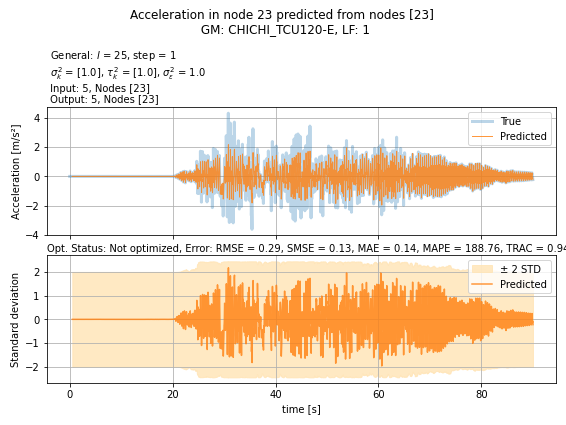 Acceleration in node 23 predicted from nodes [23]
GM: CHICHI_TCU120-E, LF: 1
General: l = 25, step = 1
σ²ₖ = [1.0], τ²ₖ = [1.0], σ²ε = 1.0
Input: 5, Nodes [23]
Output: 5, Nodes [23]
Acceleration [m/s²]
4
2
0
−2
−4
True
Predicted
Opt. Status: Not optimized, Error: RMSE = 0.29, SMSE = 0.13, MAE = 0.14, MAPE = 188.76, TRAC = 0.94
Standard deviation
2
1
0
−1
−2
± 2 STD
Predicted
0 20 40 60 80
time [s]